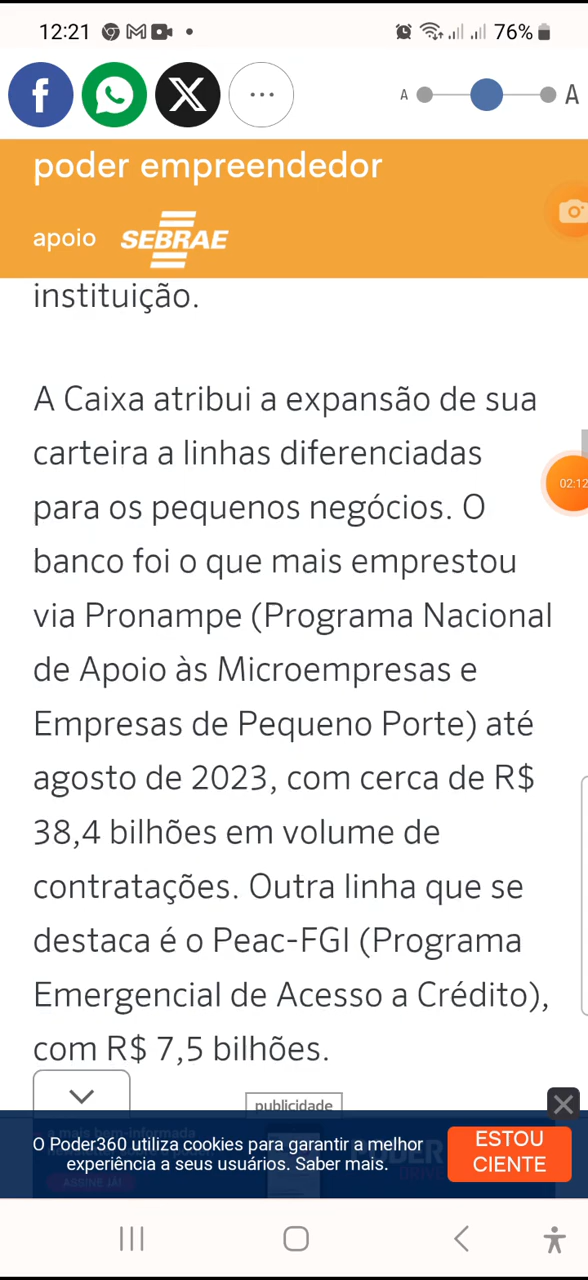 12:21
76%
A
A
poder empreendedor
apoio SEBRAE
instituição.
A Caixa atribui a expansão de sua
carteira a linhas diferenciadas
02:12
para os pequenos negócios. O
banco foi o que mais emprestou
via Pronampe (Programa Nacional
de Apoio às Microempresas e
Empresas de Pequeno Porte) até
agosto de 2023, com cerca de R$
38,4 bilhões em volume de
contratações. Outra linha que se
destaca é o Peac-FGI (Programa
Emergencial de Acesso a Crédito),
com R$ 7,5 bilhões.
publicidade
O Poder360 utiliza cookies para garantir a melhor
experiência a seus usuários. Saber mais.
ESTOU
CIENTE
ASSINE JÁ!